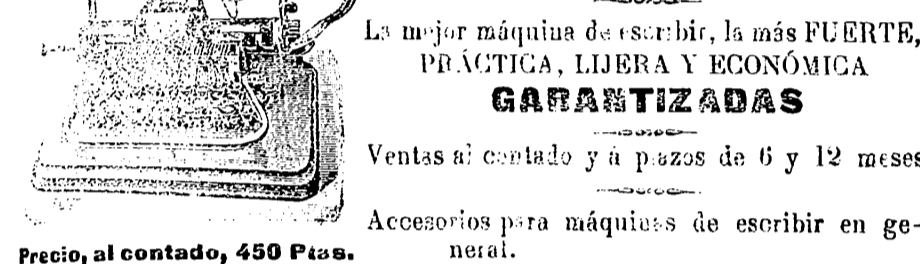 La mejor máquina de escribir, la más FUERTE,
PRÁCTICA, LIJERA Y ECONÓMICA
GARANTIZADAS
Ventas al contado y á plazos de 6 y 12 meses
Accesorios para máquinas de escribir en ge-
neral.
Precio, al contado, 450 Ptas.